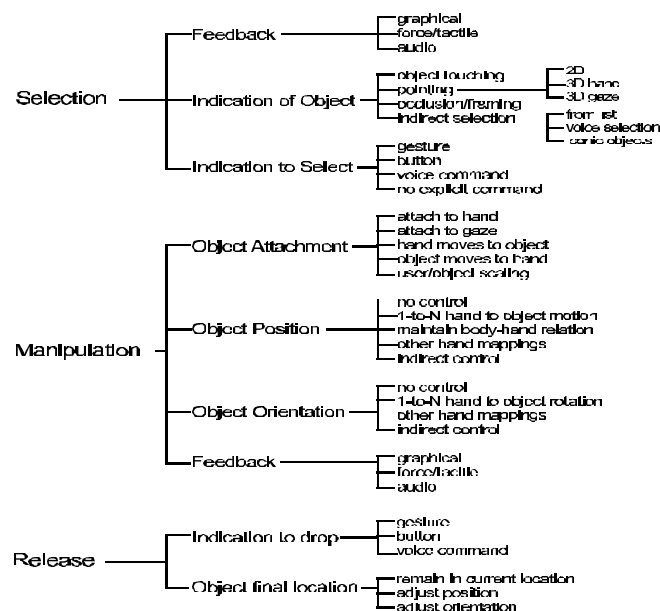 Selection
Feedback
graphical
force/tactile
audio
Indication of Object
object touching
pointing
2D
3D hand
3D gaze
occlusion/framing
indirect selection
from list
voice selection
iconic objects
Indication to Select
gesture
button
voice command
no explicit command
Manipulation
Object Attachment
attach to hand
attach to gaze
hand moves to object
object moves to hand
user/object scaling
Object Position
no control
1-to-N hand to object motion
maintain body-hand relation
other hand mappings
indirect control
Object Orientation
no control
1-to-N hand to object rotation
other hand mappings
indirect control
Feedback
graphical
force/tactile
audio
Release
Indication to drop
gesture
button
voice command
Object final location
remain in current location
adjust position
adjust orientation